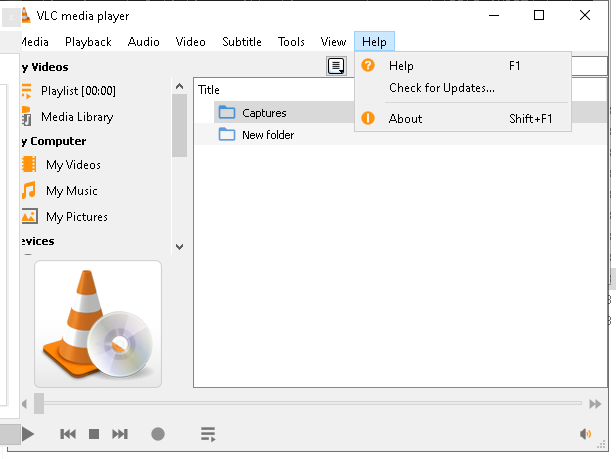 VLC media player
Media Playback Audio Video Subtitle Tools View Help
Help F1
Check for Updates...
About Shift+F1
y Videos
Playlist [00:00]
Media Library
y Computer
My Videos
My Music
My Pictures
evices
Title
Captures
New folder